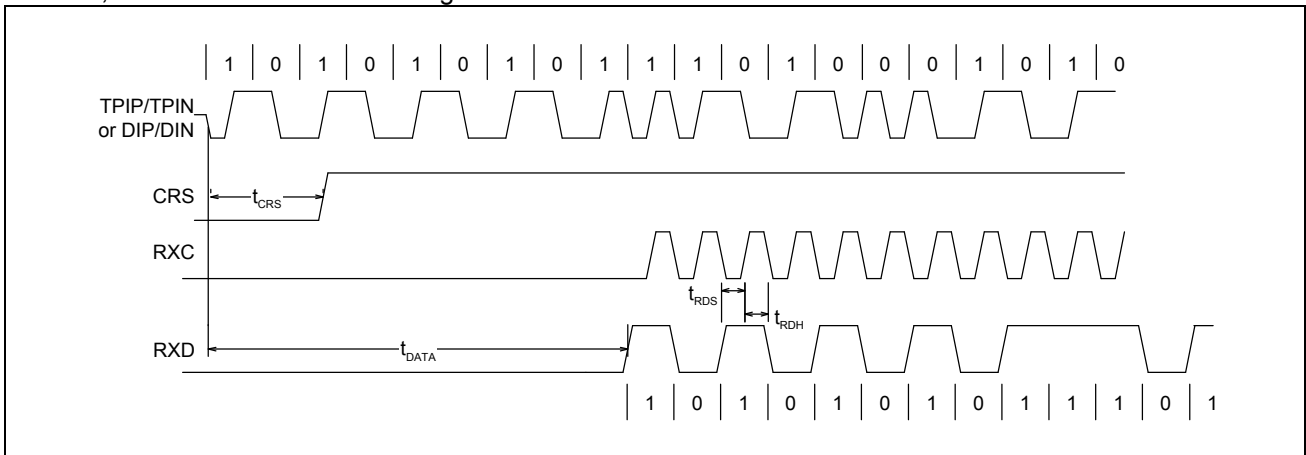 1 0 1 0 1 0 1 0 1 1 1 0 1 0 0 0 1 0 1 0
TPIP/TPIN
or DIP/DIN
CRS
tCRS
RXC
tRDS
tRDH
RXD
tDATA
1 0 1 0 1 0 1 0 1 1 1 0 1